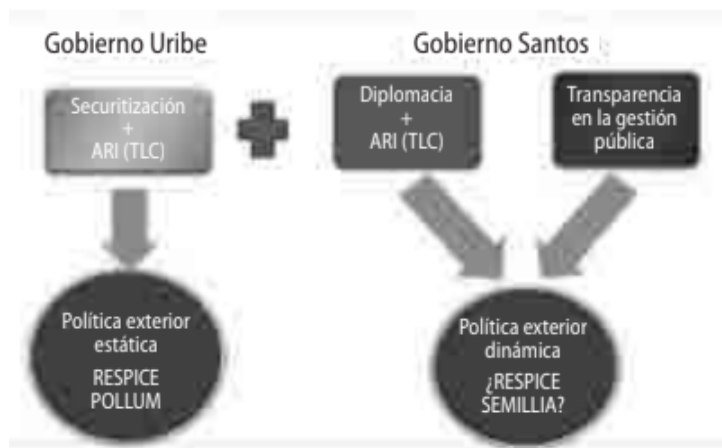 Gobierno Uribe
Gobierno Santos
Securitización
+
ARI (TLC)
Diplomacia
+
ARI (TLC)
Transparencia
en la gestión
pública
Política exterior
estática
RESPICE
POLLUM
Política exterior
dinámica
¿RESPICE
SEMILLIA?